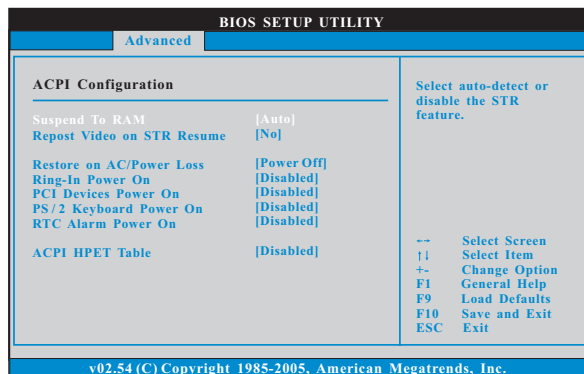 BIOS SETUP UTILITY
Advanced
ACPI Configuration
Suspend To RAM [Auto]
Repost Video on STR Resume [No]
Restore on AC/Power Loss [Power Off]
Ring-In Power On [Disabled]
PCI Devices Power On [Disabled]
PS/2 Keyboard Power On [Disabled]
RTC Alarm Power On [Disabled]
ACPI HPET Table [Disabled]
Select auto-detect or
disable the STR
feature.
←→ Select Screen
↑↓ Select Item
+- Change Option
F1 General Help
F9 Load Defaults
F10 Save and Exit
ESC Exit
v02.54 (C) Copyright 1985-2005, American Megatrends, Inc.